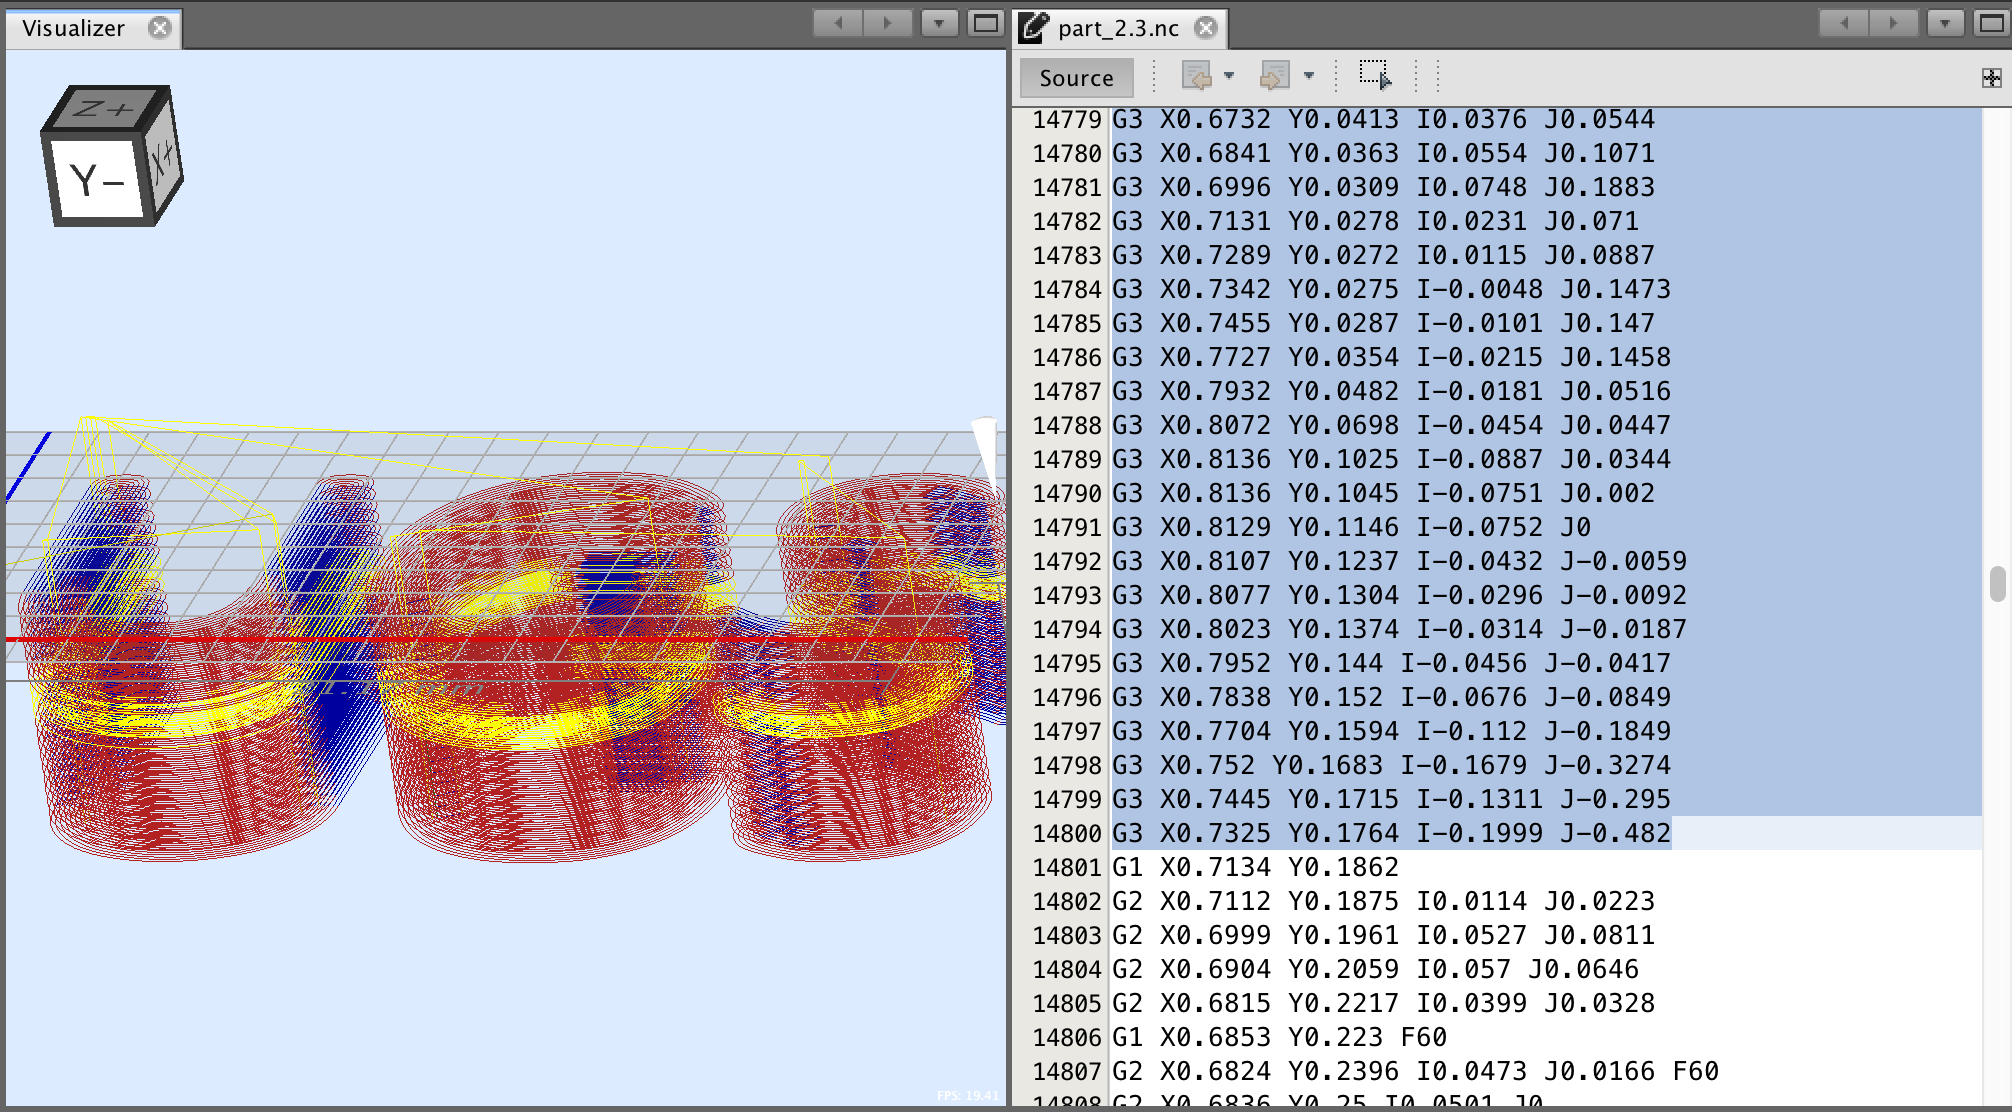 Visualizer
part_2.3.nc
Source
Z+
Y−
X+
14779 G3 X0.6732 Y0.0413 I0.0376 J0.0544
14780 G3 X0.6841 Y0.0363 I0.0554 J0.1071
14781 G3 X0.6996 Y0.0309 I0.0748 J0.1883
14782 G3 X0.7131 Y0.0278 I0.0231 J0.071
14783 G3 X0.7289 Y0.0272 I0.0115 J0.0887
14784 G3 X0.7342 Y0.0275 I-0.0048 J0.1473
14785 G3 X0.7455 Y0.0287 I-0.0101 J0.147
14786 G3 X0.7727 Y0.0354 I-0.0215 J0.1458
14787 G3 X0.7932 Y0.0482 I-0.0181 J0.0516
14788 G3 X0.8072 Y0.0698 I-0.0454 J0.0447
14789 G3 X0.8136 Y0.1025 I-0.0887 J0.0344
14790 G3 X0.8136 Y0.1045 I-0.0751 J0.002
14791 G3 X0.8129 Y0.1146 I-0.0752 J0
14792 G3 X0.8107 Y0.1237 I-0.0432 J-0.0059
14793 G3 X0.8077 Y0.1304 I-0.0296 J-0.0092
14794 G3 X0.8023 Y0.1374 I-0.0314 J-0.0187
14795 G3 X0.7952 Y0.144 I-0.0456 J-0.0417
14796 G3 X0.7838 Y0.152 I-0.0676 J-0.0849
14797 G3 X0.7704 Y0.1594 I-0.112 J-0.1849
14798 G3 X0.752 Y0.1683 I-0.1679 J-0.3274
14799 G3 X0.7445 Y0.1715 I-0.1311 J-0.295
14800 G3 X0.7325 Y0.1764 I-0.1999 J-0.482
14801 G1 X0.7134 Y0.1862
14802 G2 X0.7112 Y0.1875 I0.0114 J0.0223
14803 G2 X0.6999 Y0.1961 I0.0527 J0.0811
14804 G2 X0.6904 Y0.2059 I0.057 J0.0646
14805 G2 X0.6815 Y0.2217 I0.0399 J0.0328
14806 G1 X0.6853 Y0.223 F60
14807 G2 X0.6824 Y0.2396 I0.0473 J0.0166 F60
14808 G2 X0.6836 Y0.25 I0.0501 J0
FPS: 19.41